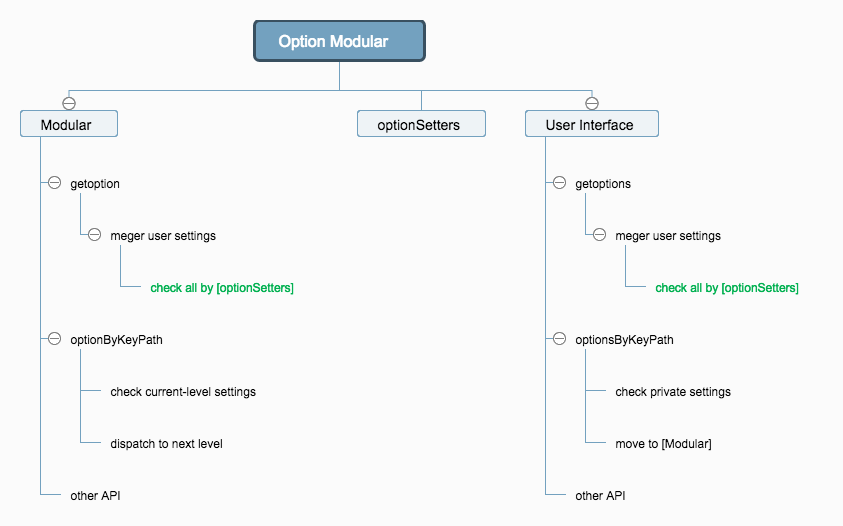 Option Modular
Modular
optionSetters
User Interface
getoption
getoptions
meger user settings
meger user settings
check all by [optionSetters]
check all by [optionSetters]
optionByKeyPath
optionsByKeyPath
check current-level settings
check private settings
dispatch to next level
move to [Modular]
other API
other API